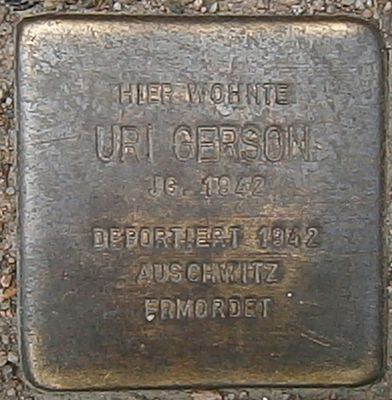 HIER WOHNTE
URI GERSON
JG. 1942
DEPORTIERT 1942
AUSCHWITZ
ERMORDET